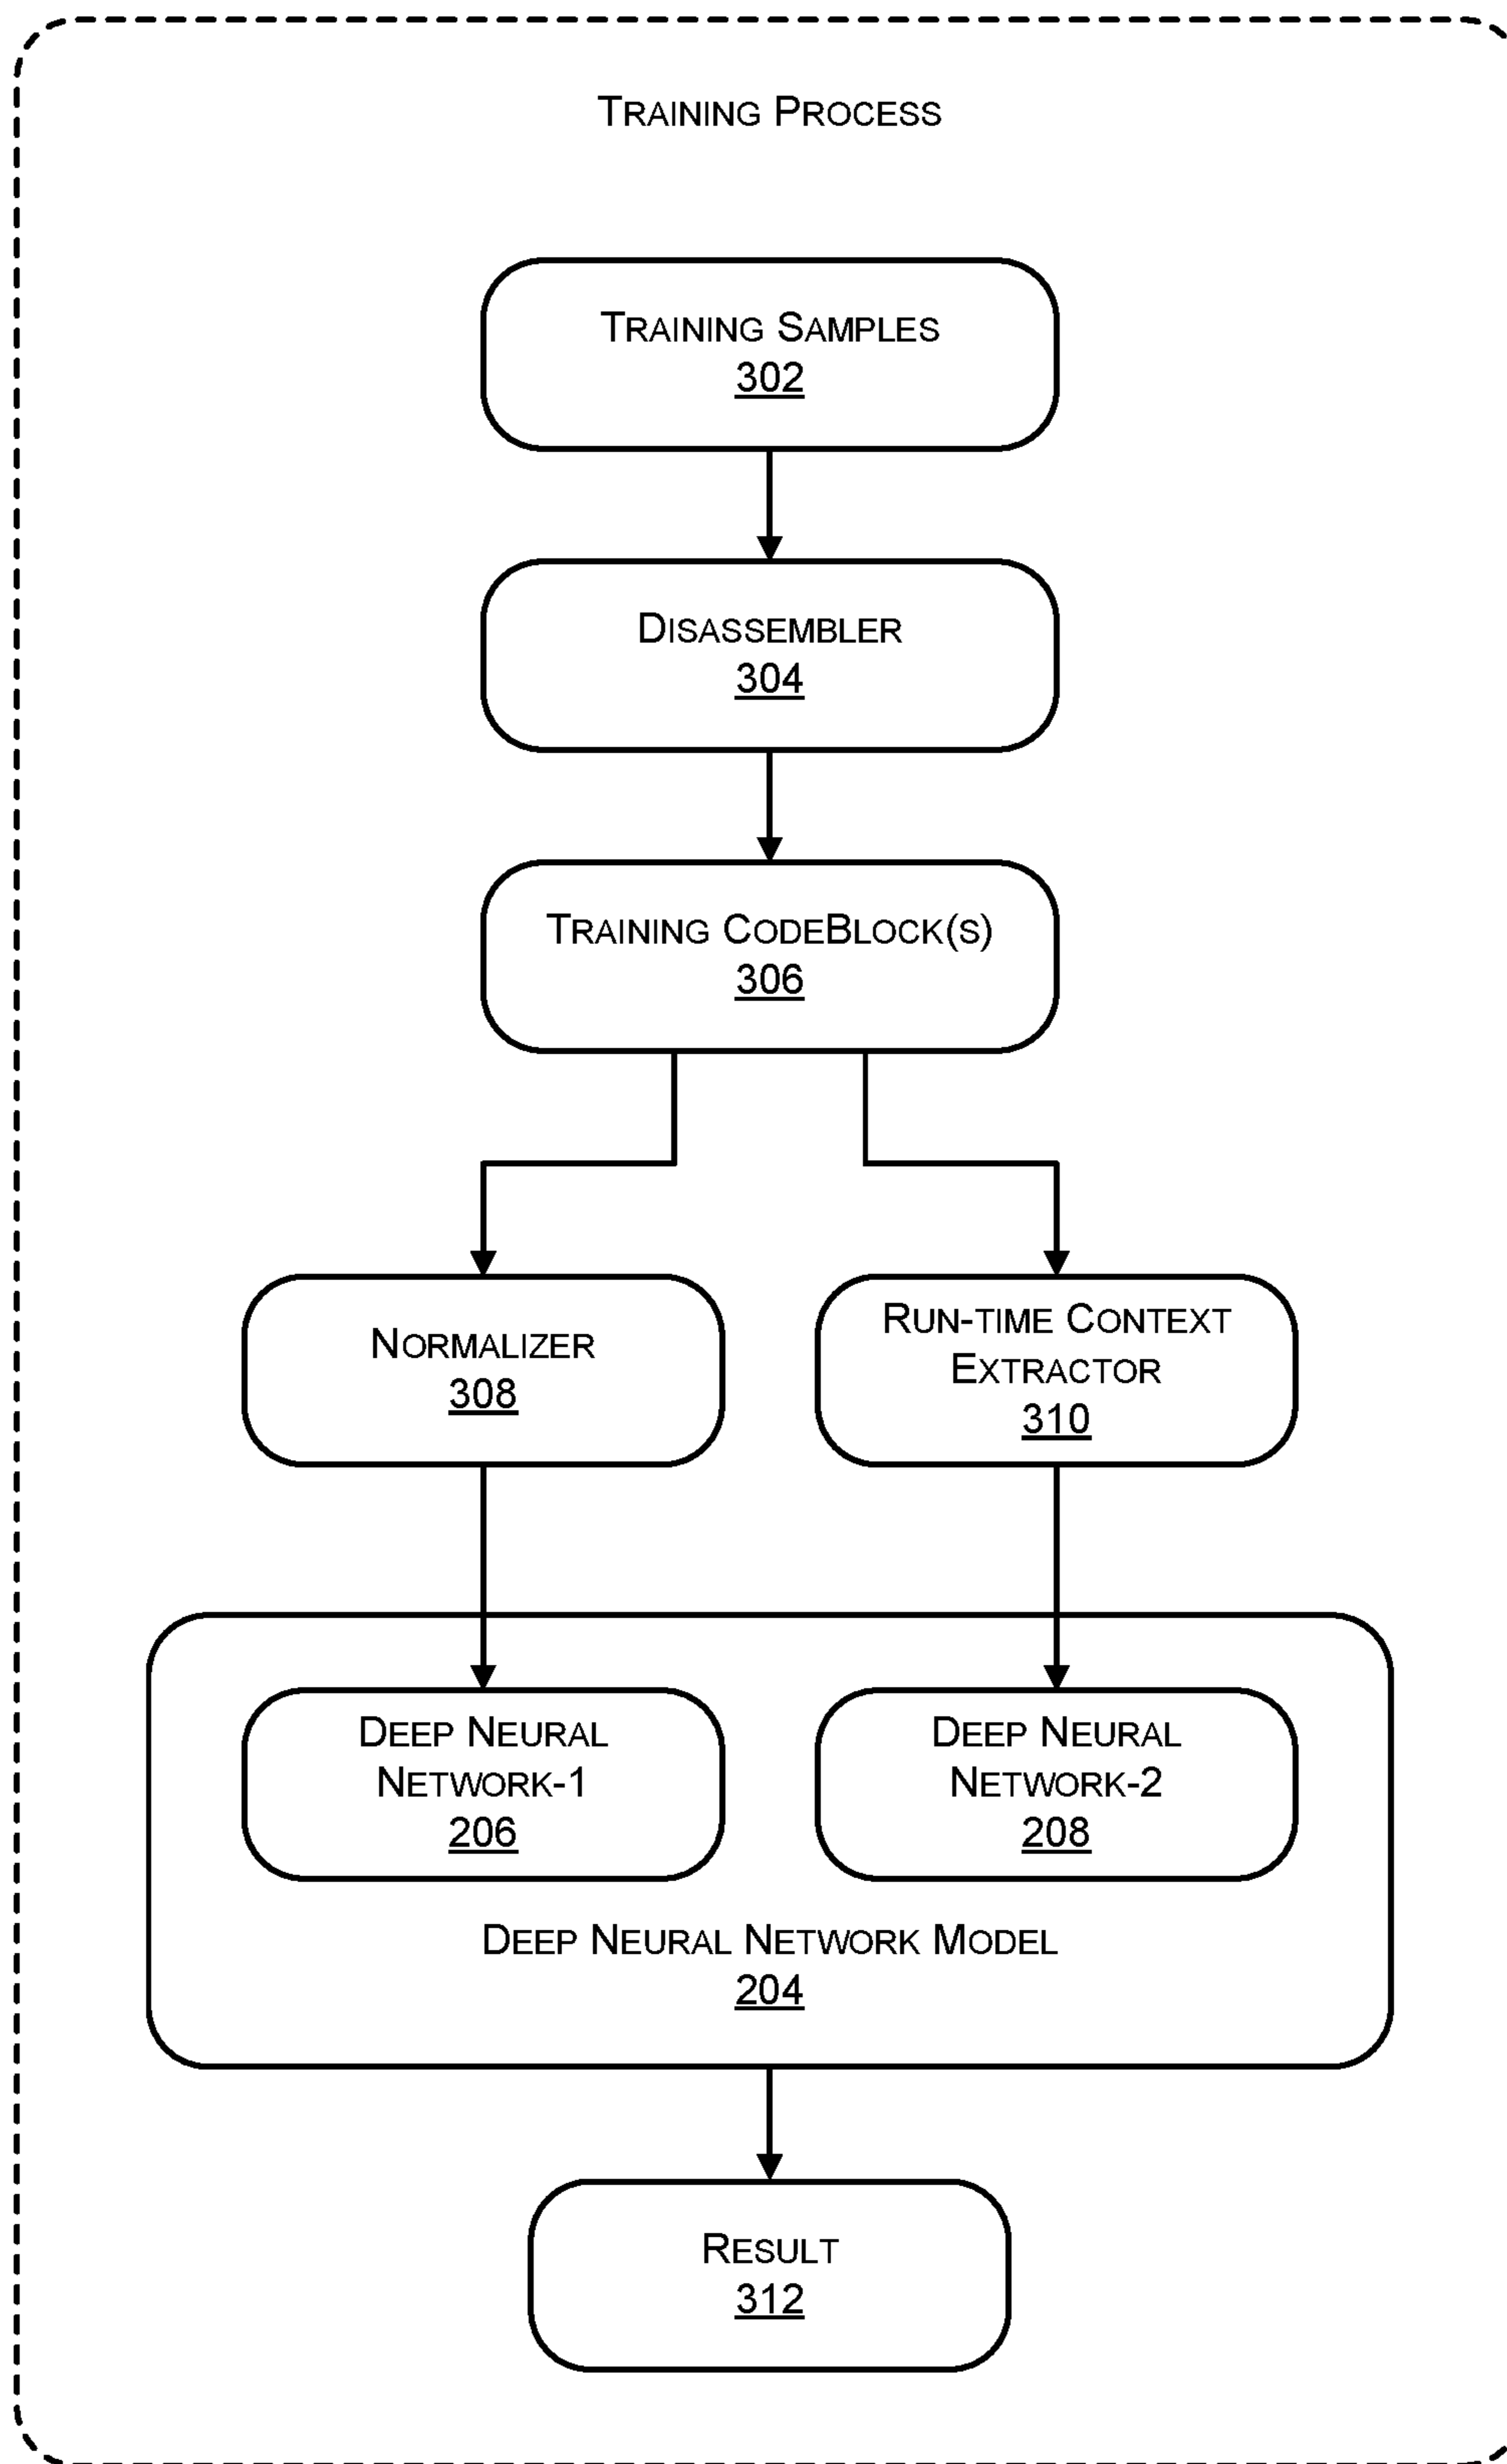 TRAINING PROCESS
TRAINING SAMPLES
302
DISASSEMBLER
304
TRAINING CODEBLOCK(S)
306
NORMALIZER
308
RUN-TIME CONTEXT
EXTRACTOR
310
DEEP NEURAL
NETWORK-1
206
DEEP NEURAL
NETWORK-2
208
DEEP NEURAL NETWORK MODEL
204
RESULT
312